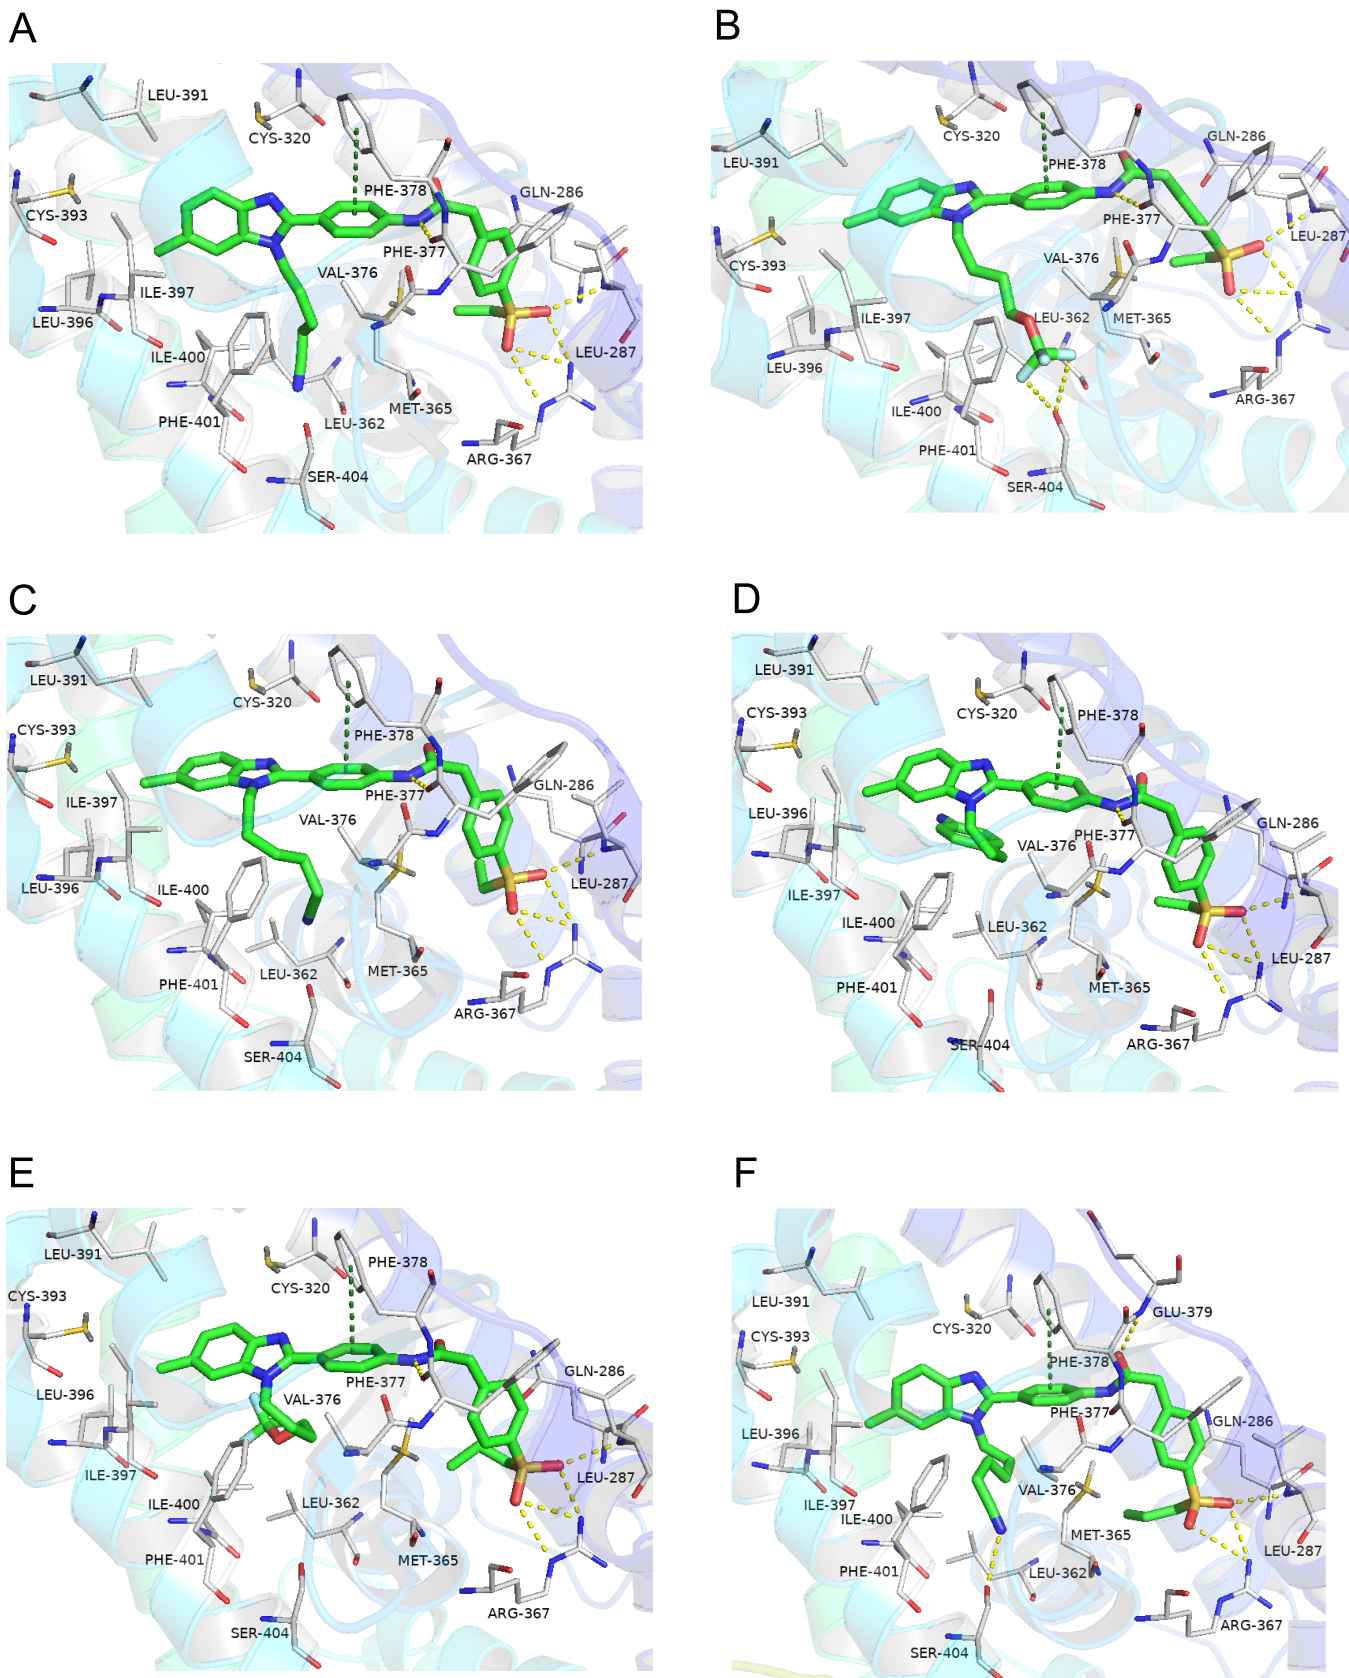 A
LEU-391
CYS-320
PHE-378
CYS-393
GLN-286
PHE-377
VAL-376
ILE-397
LEU-396
ILE-400
LEU-287
MET-365
PHE-401
LEU-362
ARG-367
SER-404
B
CYS-320
GLN-286
LEU-391
PHE-378
PHE-377
LEU-287
CYS-393
VAL-376
ILE-397
LEU-362
MET-365
LEU-396
ILE-400
ARG-367
PHE-401
SER-404
C
LEU-391
CYS-320
CYS-393
PHE-378
GLN-286
PHE-377
ILE-397
VAL-376
LEU-396
ILE-400
LEU-287
LEU-362
MET-365
PHE-401
ARG-367
SER-404
D
LEU-391
CYS-320
PHE-378
CYS-393
LEU-396
GLN-286
PHE-377
VAL-376
ILE-397
ILE-400
LEU-362
LEU-287
PHE-401
MET-365
SER-404
ARG-367
E
LEU-391
PHE-378
CYS-320
CYS-393
GLN-286
PHE-377
LEU-396
VAL-376
ILE-397
LEU-287
ILE-400
LEU-362
PHE-401
MET-365
ARG-367
SER-404
F
LEU-391
GLU-379
CYS-320
CYS-393
PHE-378
PHE-377
GLN-286
LEU-396
VAL-376
ILE-397
ILE-400
MET-365
LEU-287
PHE-401
LEU-362
ARG-367
SER-404